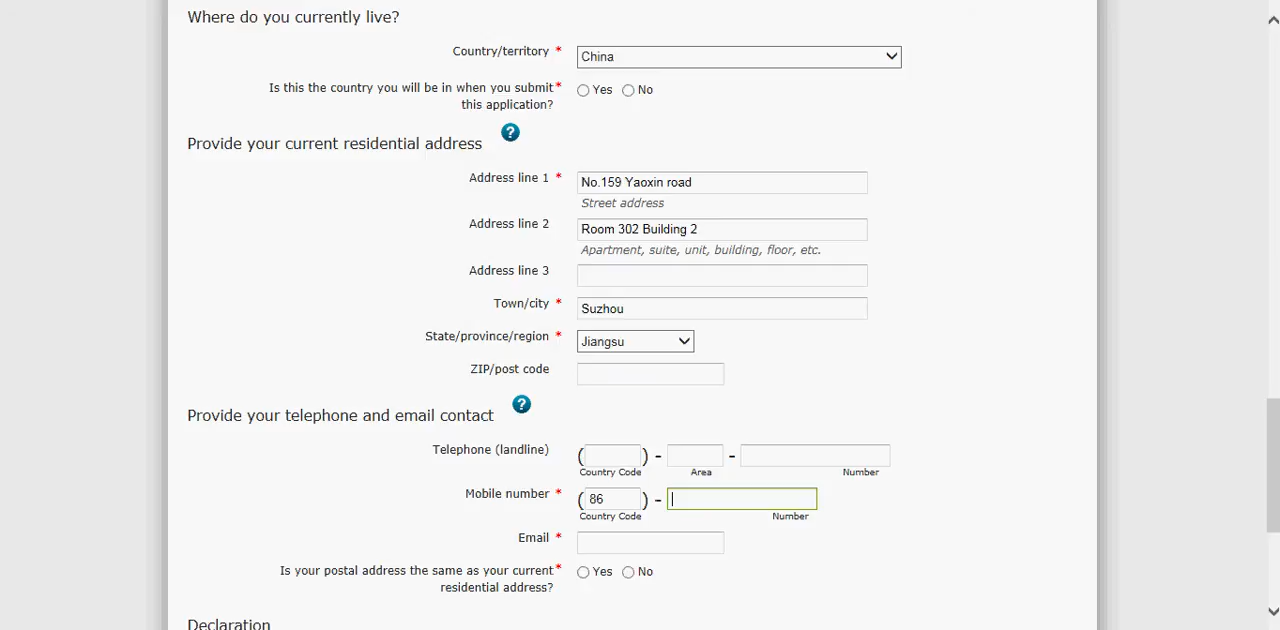 Where do you currently live?
Country/territory * China
Is this the country you will be in when you submit * Yes No
this application?
Provide your current residential address ?
Address line 1 * No.159 Yaoxin road
Street address
Address line 2 Room 302 Building 2
Apartment, suite, unit, building, floor, etc.
Address line 3
Town/city * Suzhou
State/province/region * Jiangsu
ZIP/post code
Provide your telephone and email contact ?
Telephone (landline) ( ) - -
Country Code Area Number
Mobile number * ( 86 ) -
Country Code Number
Email *
Is your postal address the same as your current * Yes No
residential address?
Declaration